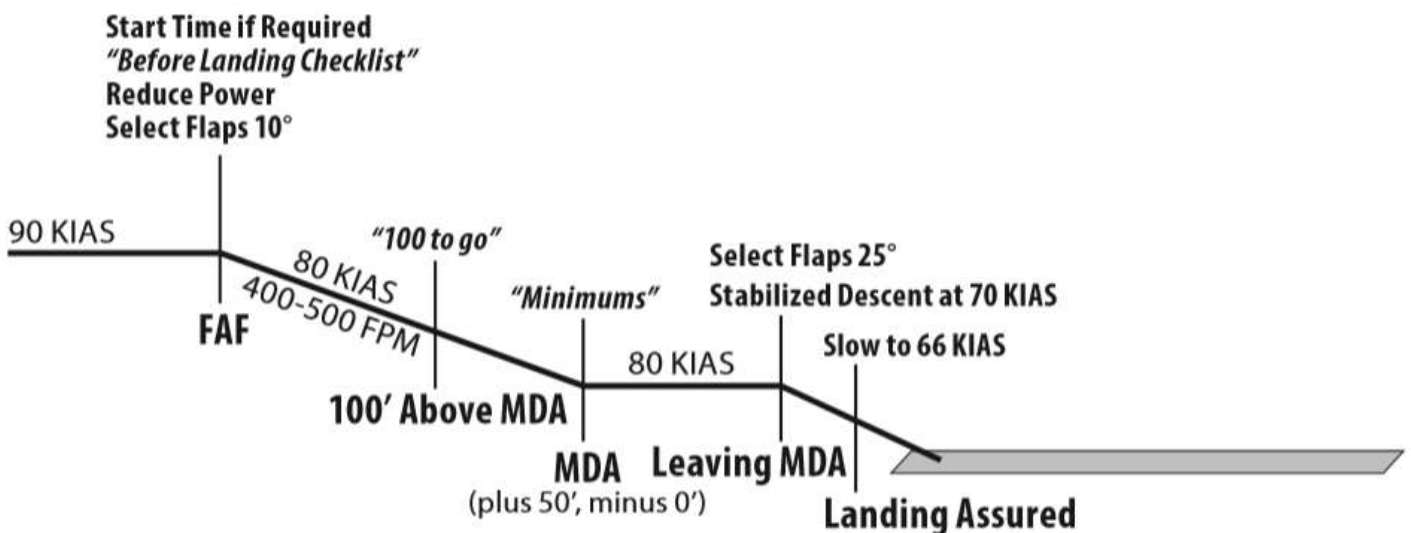 Start Time if Required
“Before Landing Checklist”
Reduce Power
Select Flaps 10°
90 KIAS
FAF
80 KIAS
400-500 FPM
“100 to go”
100′ Above MDA
“Minimums”
MDA
(plus 50′, minus 0′)
80 KIAS
Select Flaps 25°
Stabilized Descent at 70 KIAS
Leaving MDA
Slow to 66 KIAS
Landing Assured